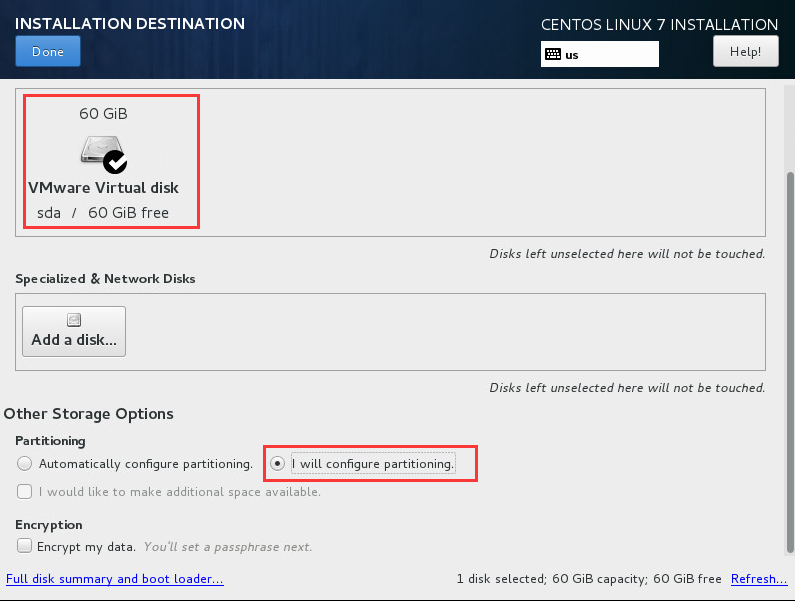 INSTALLATION DESTINATION
CENTOS LINUX 7 INSTALLATION
Done
us
Help!
60 GiB
VMware Virtual disk
sda / 60 GiB free
Disks left unselected here will not be touched.
Specialized & Network Disks
Add a disk...
Disks left unselected here will not be touched.
Other Storage Options
Partitioning
Automatically configure partitioning. I will configure partitioning.
I would like to make additional space available.
Encryption
Encrypt my data. You'll set a passphrase next.
Full disk summary and boot loader... 1 disk selected; 60 GiB capacity; 60 GiB free Refresh...